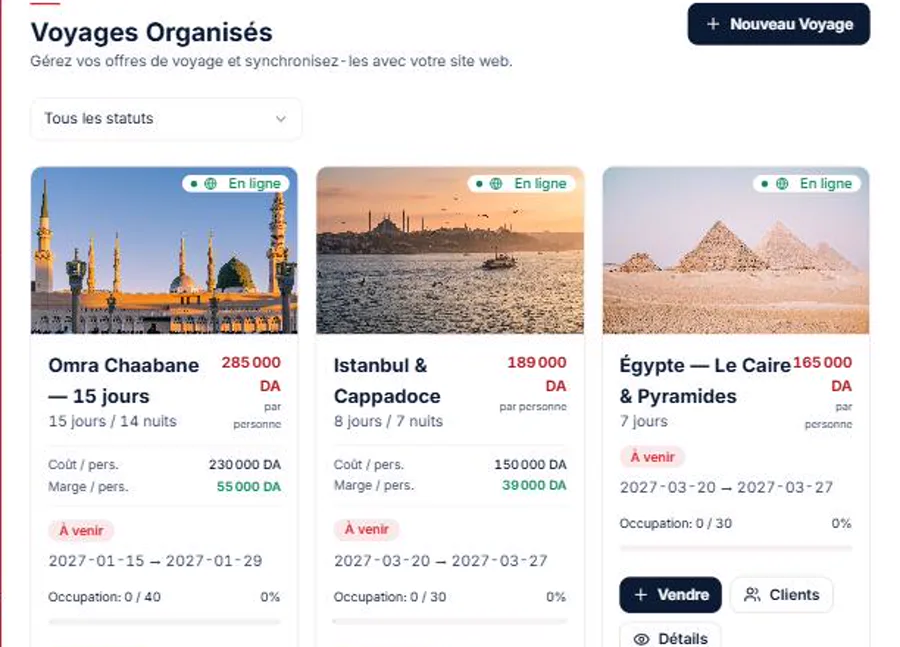 Voyages Organisés
+ Nouveau Voyage
Gérez vos offres de voyage et synchronisez-les avec votre site web.
Tous les statuts
En ligne
Omra Chaabane
— 15 jours
285 000
DA
par
personne
15 jours / 14 nuits
Coût / pers. 230 000 DA
Marge / pers. 55 000 DA
À venir
2027-01-15 → 2027-01-29
Occupation: 0 / 40 0%
En ligne
Istanbul &
Cappadoce
189 000
DA
par personne
8 jours / 7 nuits
Coût / pers. 150 000 DA
Marge / pers. 39 000 DA
À venir
2027-03-20 → 2027-03-27
Occupation: 0 / 30 0%
En ligne
Égypte — Le Caire
& Pyramides
165 000
DA
par
personne
7 jours
À venir
2027-03-20 → 2027-03-27
Occupation: 0 / 30 0%
+ Vendre
Clients
Détails